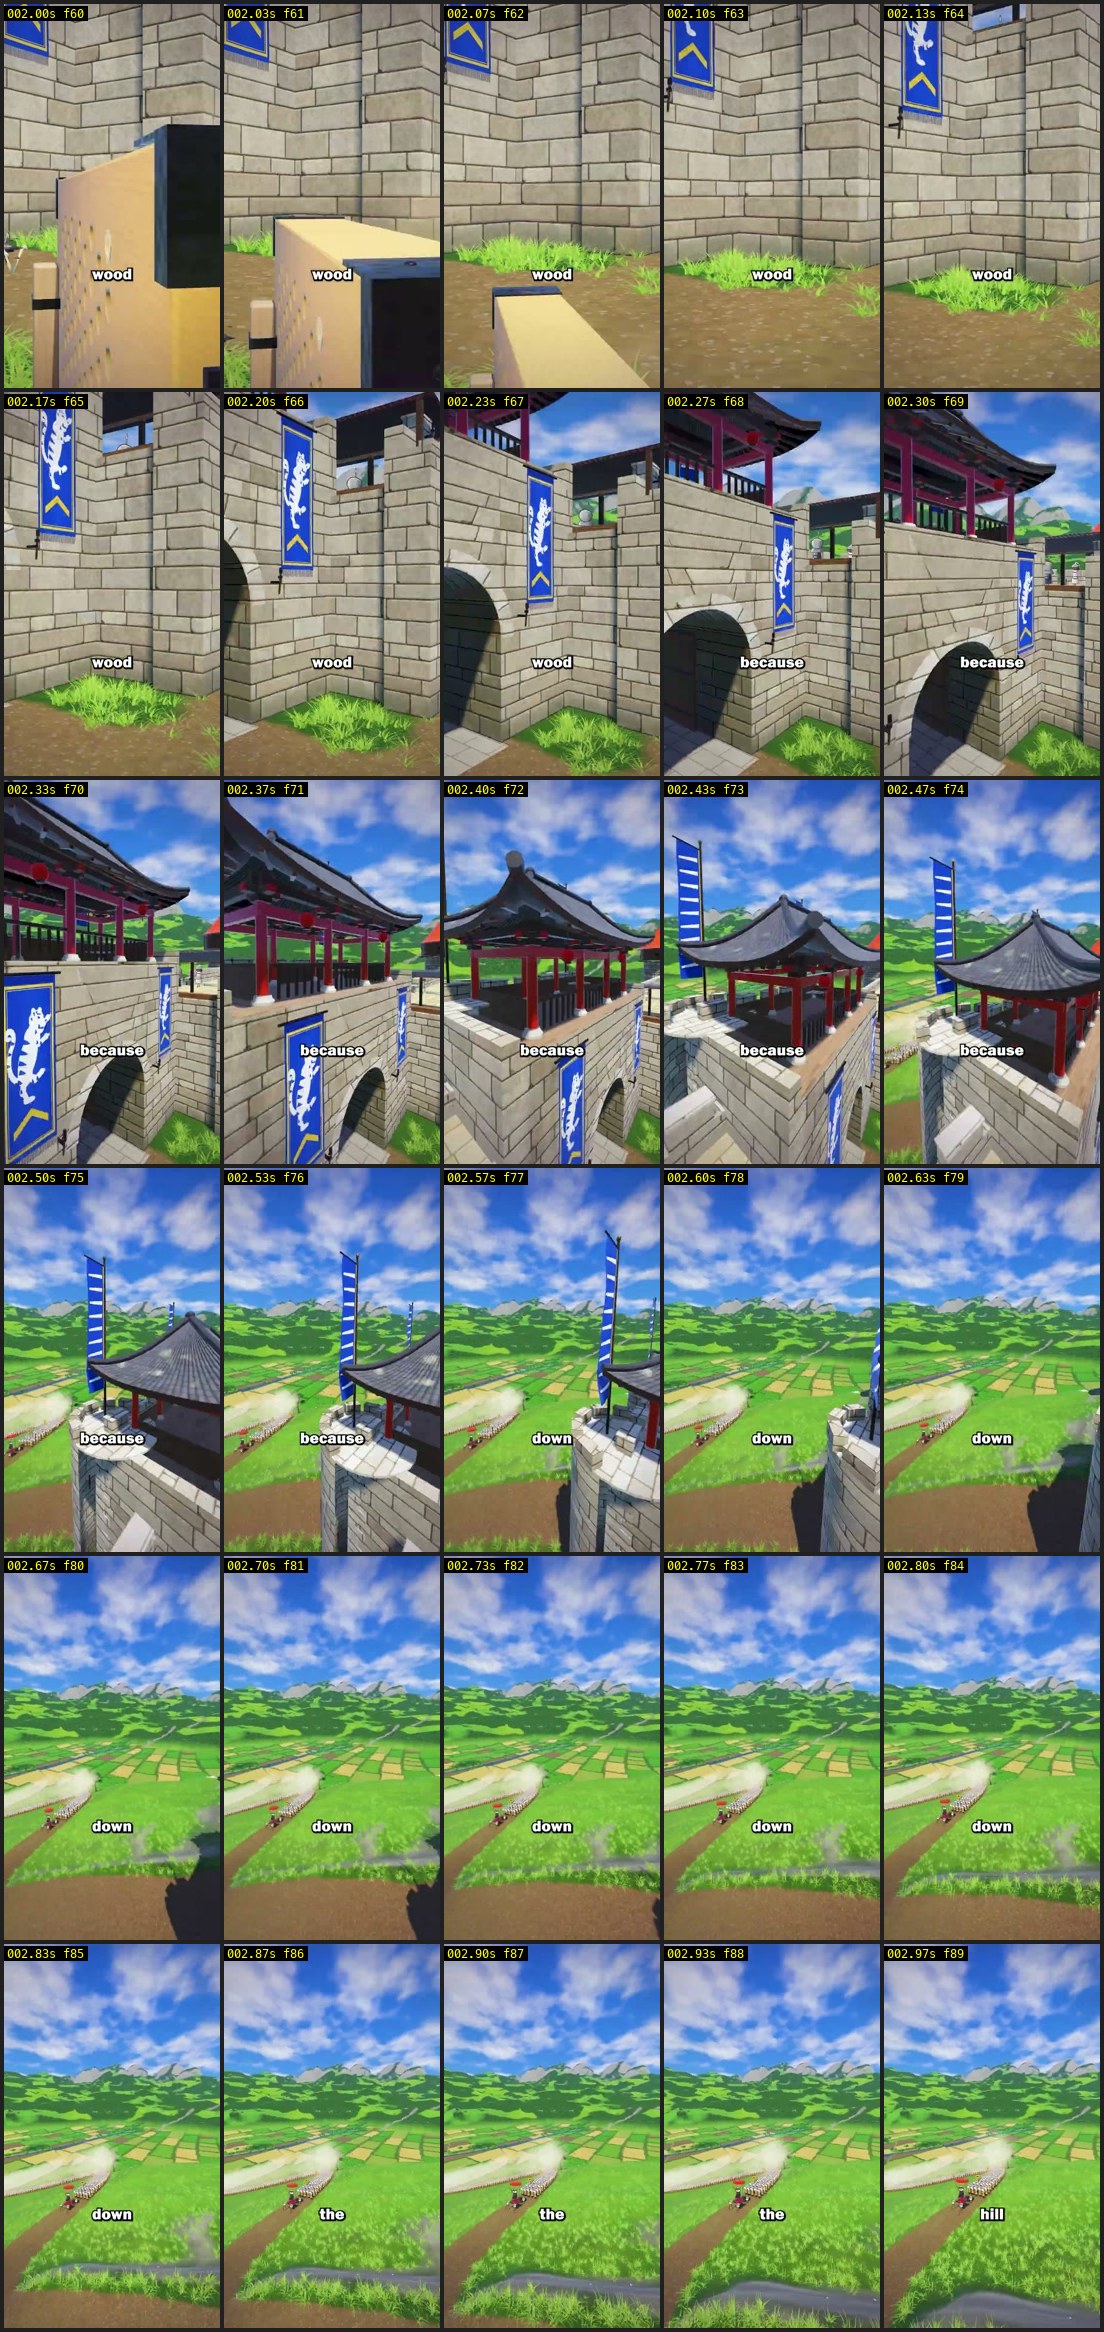 002.00s f60
002.03s f61
002.07s f62
002.10s f63
002.13s f64
wood
wood
wood
wood
wood
002.17s f65
002.20s f66
002.23s f67
002.27s f68
002.30s f69
wood
wood
wood
because
because
002.33s f70
002.37s f71
002.40s f72
002.43s f73
002.47s f74
because
because
because
because
because
002.50s f75
002.53s f76
002.57s f77
002.60s f78
002.63s f79
because
because
down
down
down
002.67s f80
002.70s f81
002.73s f82
002.77s f83
002.80s f84
down
down
down
down
down
002.83s f85
002.87s f86
002.90s f87
002.93s f88
002.97s f89
down
the
the
the
hill